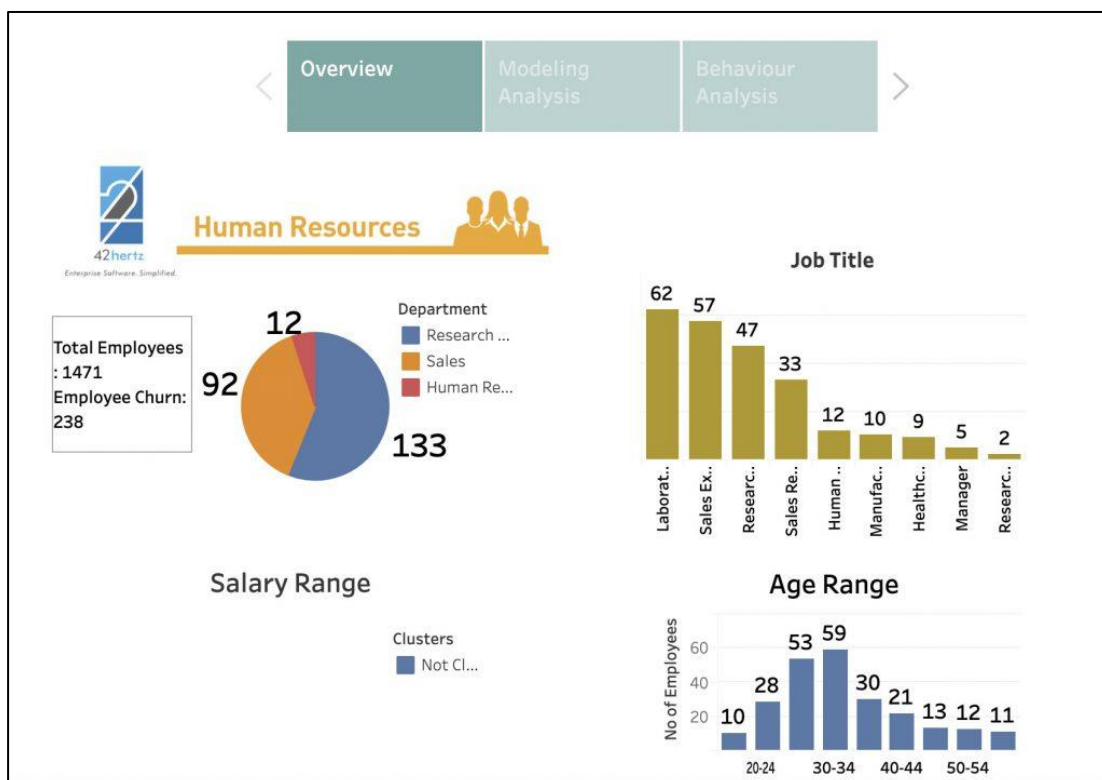 Overview
Modeling
Analysis
Behaviour
Analysis
42hertz
Enterprise Software. Simplified.
Human Resources
Total Employees
: 1471
Employee Churn:
238
12
92
133
Department
Research ...
Sales
Human Re...
Job Title
62
57
47
33
12
10
9
5
2
Laborat..
Sales Ex..
Researc..
Sales Re..
Human ..
Manufac..
Healthc..
Manager
Researc..
Salary Range
Clusters
Not Cl...
Age Range
No of Employees
60
40
20
10
28
53
59
30
21
13
12
11
20-24
30-34
40-44
50-54